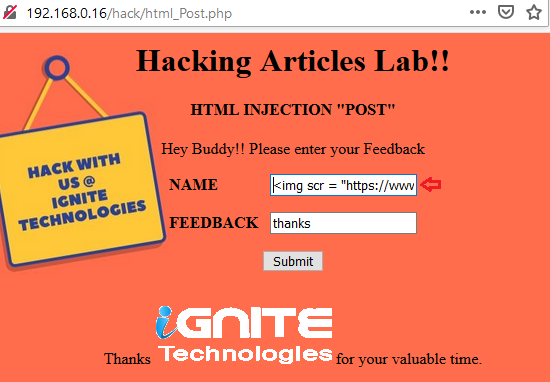 192.168.0.16/hack/html_Post.php
Hacking Articles Lab!!
HTML INJECTION "POST"
Hey Buddy!! Please enter your Feedback
HACK WITH
US @
IGNITE
TECHNOLOGIES
NAME <img scr = "https://www
FEEDBACK thanks
Submit
iGNITE
Technologies
Thanks for your valuable time.